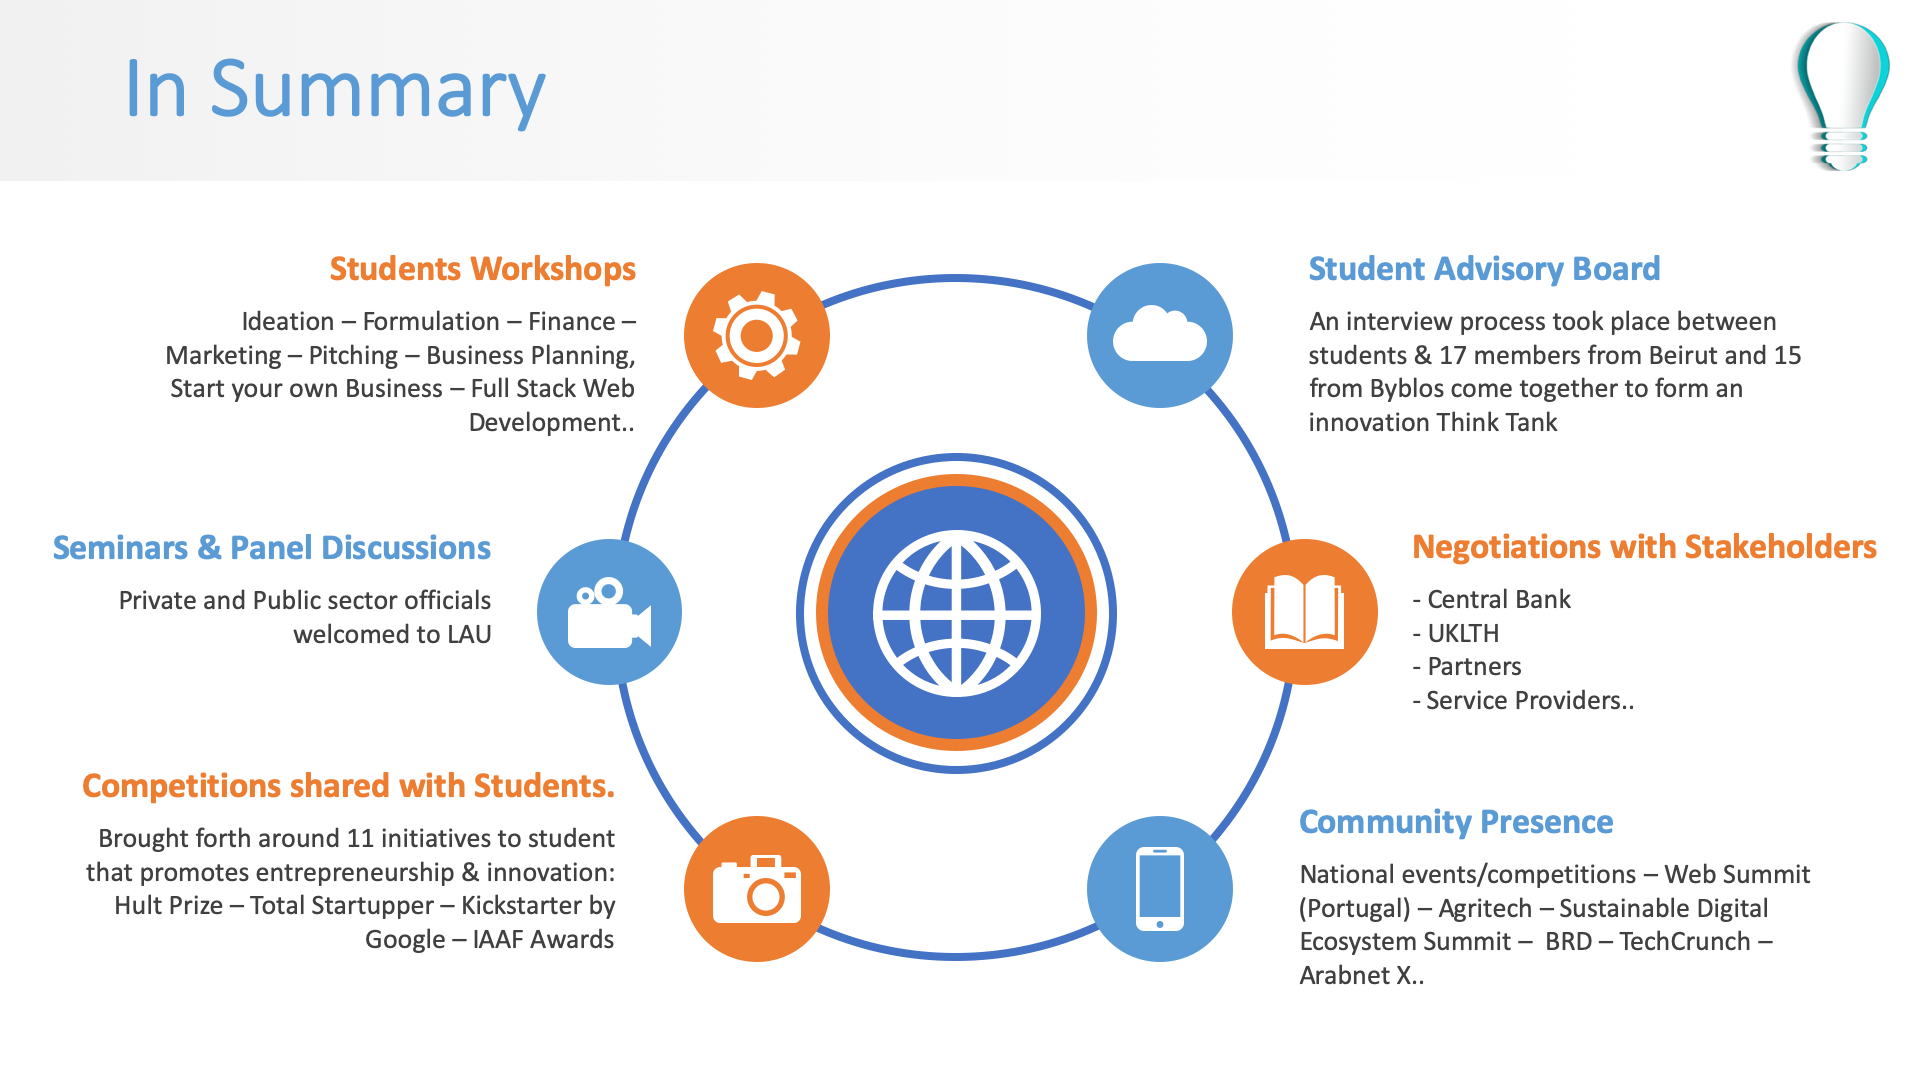 In Summary
Students Workshops
Ideation – Formulation – Finance –
Marketing – Pitching – Business Planning,
Start your own Business – Full Stack Web
Development..
Seminars & Panel Discussions
Private and Public sector officials
welcomed to LAU
Competitions shared with Students.
Brought forth around 11 initiatives to student
that promotes entrepreneurship & innovation:
Hult Prize – Total Startupper – Kickstarter by
Google – IAAF Awards
Student Advisory Board
An interview process took place between
students & 17 members from Beirut and 15
from Byblos come together to form an
innovation Think Tank
Negotiations with Stakeholders
- Central Bank
- UKLTH
- Partners
- Service Providers..
Community Presence
National events/competitions – Web Summit
(Portugal) – Agritech – Sustainable Digital
Ecosystem Summit – BRD – TechCrunch –
Arabnet X..